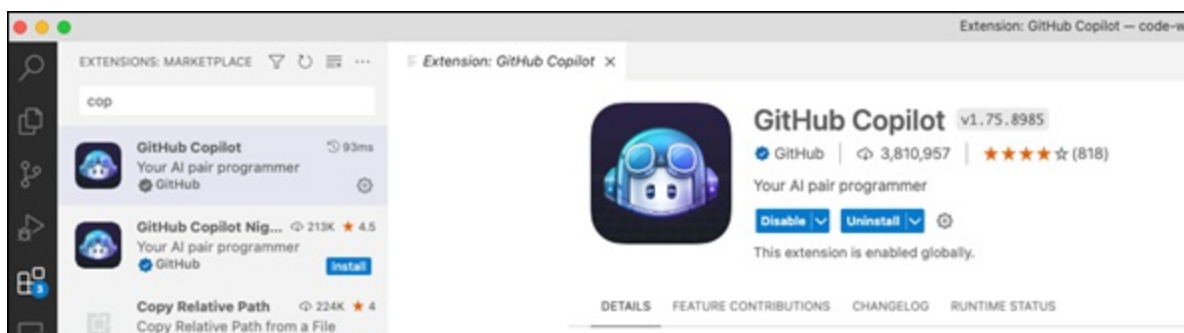 Extension: GitHub Copilot — code-w
EXTENSIONS: MARKETPLACE
Extension: GitHub Copilot
cop
GitHub Copilot 93ms
Your AI pair programmer
GitHub
GitHub Copilot Nig... 213K ★ 4.5
Your AI pair programmer
GitHub
Install
Copy Relative Path 224K ★ 4
Copy Relative Path from a File
3
GitHub Copilot v1.75.8985
GitHub | 3,810,957 | ★★★★☆ (818)
Your AI pair programmer
Disable Uninstall
This extension is enabled globally.
DETAILS FEATURE CONTRIBUTIONS CHANGELOG RUNTIME STATUS